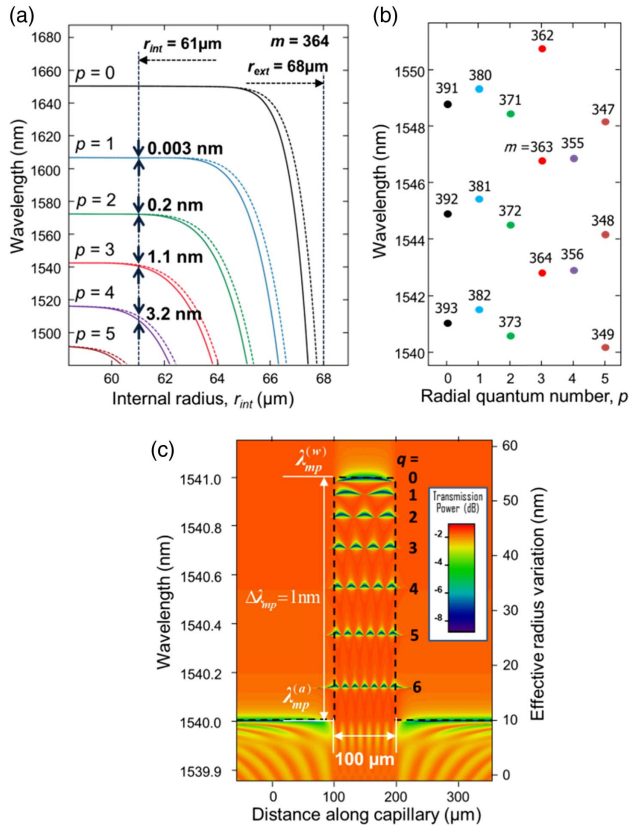 (a)
1680
1660
1640
1620
1600
1580
1560
1540
1520
1500
Wavelength (nm)
r_int = 61µm
m = 364
r_ext = 68µm
p = 0
p = 1
0.003 nm
p = 2
0.2 nm
p = 3
1.1 nm
p = 4
3.2 nm
p = 5
60 62 64 66 68
Internal radius, r_int (µm)
(b)
1550
1548
1546
1544
1542
1540
Wavelength (nm)
362
391 380
371 347
m =363 355
392 381
372 348
364 356
393 382
373 349
0 1 2 3 4 5
Radial quantum number, p
(c)
1541.0
1540.8
1540.6
1540.4
1540.2
1540.0
1539.9
Wavelength (nm)
λ_mp^(w)
Δλ_mp=1nm
λ_mp^(a)
100 µm
q =
0
1
2
3
4
5
6
Transmission
Power (dB)
-2
-4
-6
-8
60
50
40
30
20
10
0
Effective radius variation (nm)
0 100 200 300
Distance along capillary (µm)